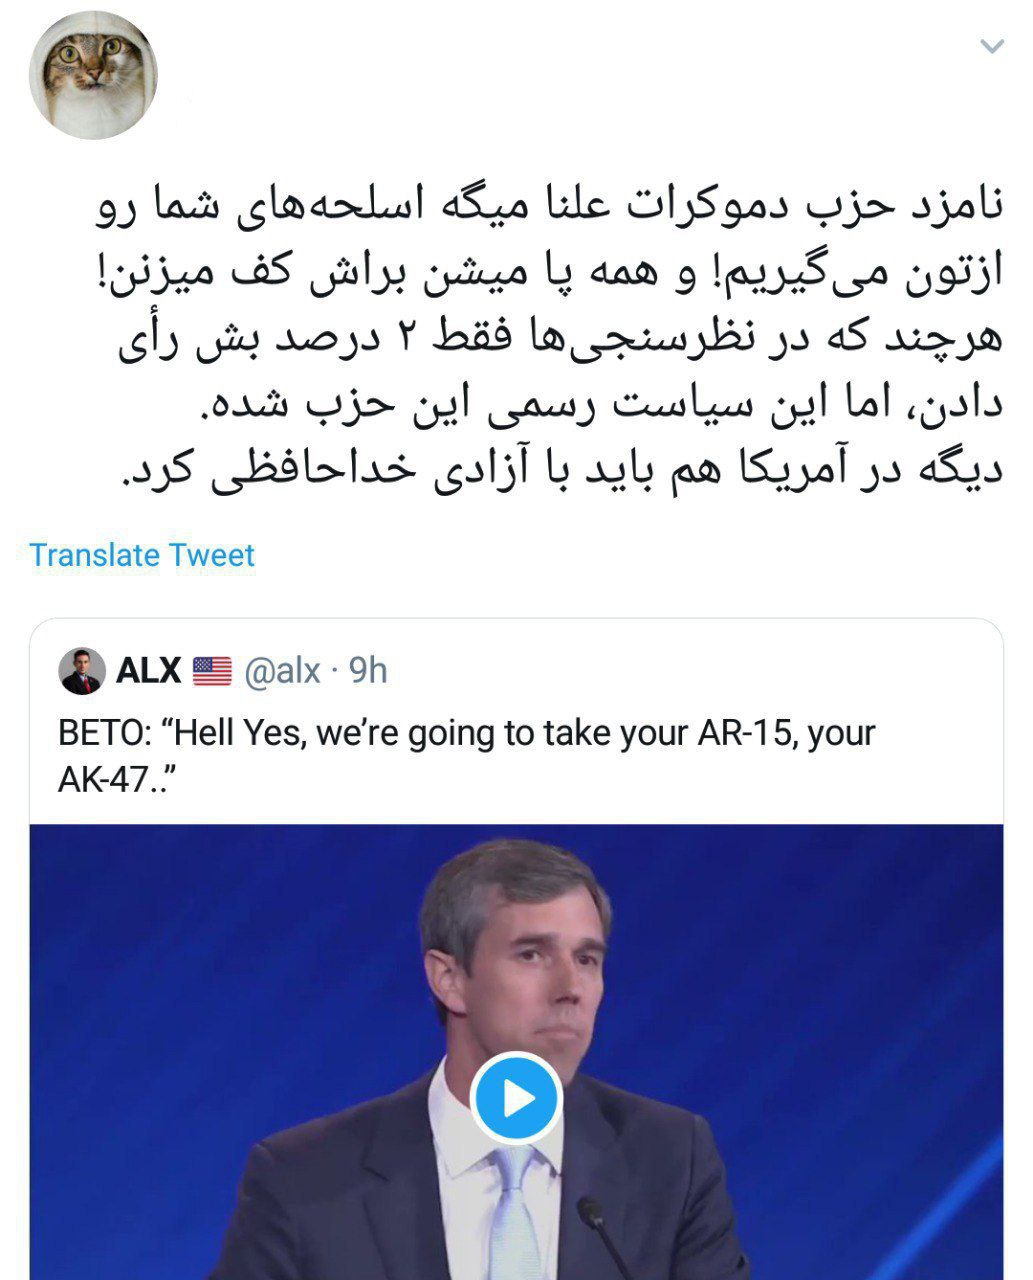 نامزد حزب دموکرات علنا میگه اسلحه‌های شما رو
ازتون می‌گیریم! و همه پا میشن براش کف میزنن!
هرچند که در نظرسنجی‌ها فقط ۲ درصد بش رأی
دادن، اما این سیاست رسمی این حزب شده.
دیگه در آمریکا هم باید با آزادی خداحافظی کرد.
Translate Tweet
ALX 🇺🇸 @alx · 9h
BETO: “Hell Yes, we’re going to take your AR-15, your
AK-47..”